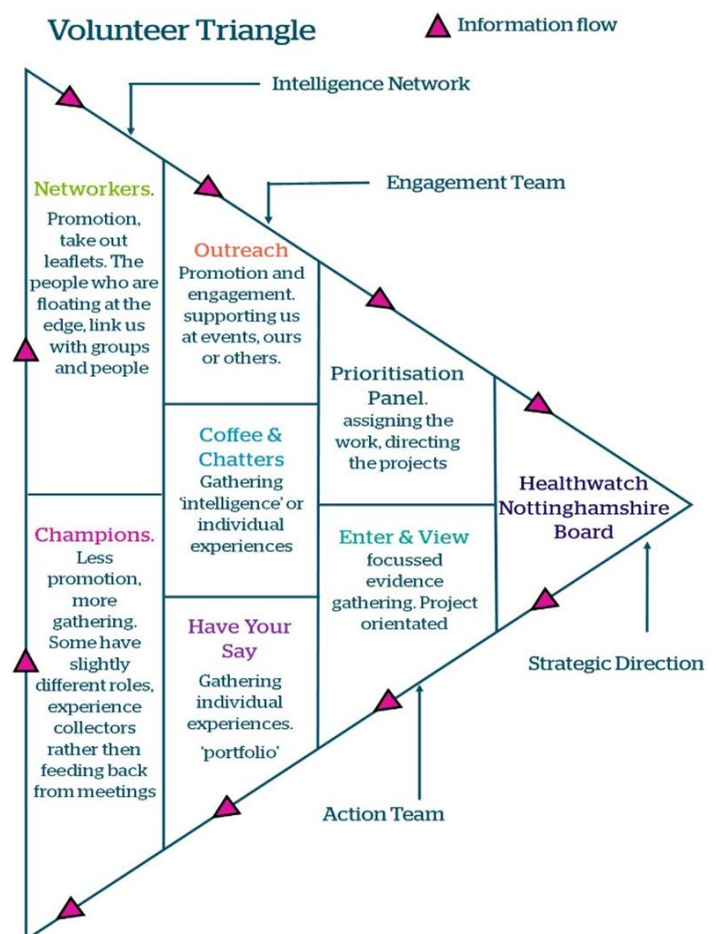 Volunteer Triangle
Information flow
Intelligence Network
Engagement Team
Networkers.
Promotion,
take out
leaflets. The
people who are
floating at the
edge, link us
with groups
and people
Champions.
Less
promotion,
more
gathering.
Some have
slightly
different roles,
experience
collectors
rather then
feeding back
from meetings
Outreach
Promotion and
engagement.
supporting us
at events, ours
or others.
Coffee &
Chatters
Gathering
'intelligence' or
individual
experiences
Have Your
Say
Gathering
individual
experiences.
'portfolio'
Prioritisation
Panel.
assigning the
work, directing
the projects
Enter & View
focussed
evidence
gathering. Project
orientated
Healthwatch
Nottinghamshire
Board
Strategic Direction
Action Team